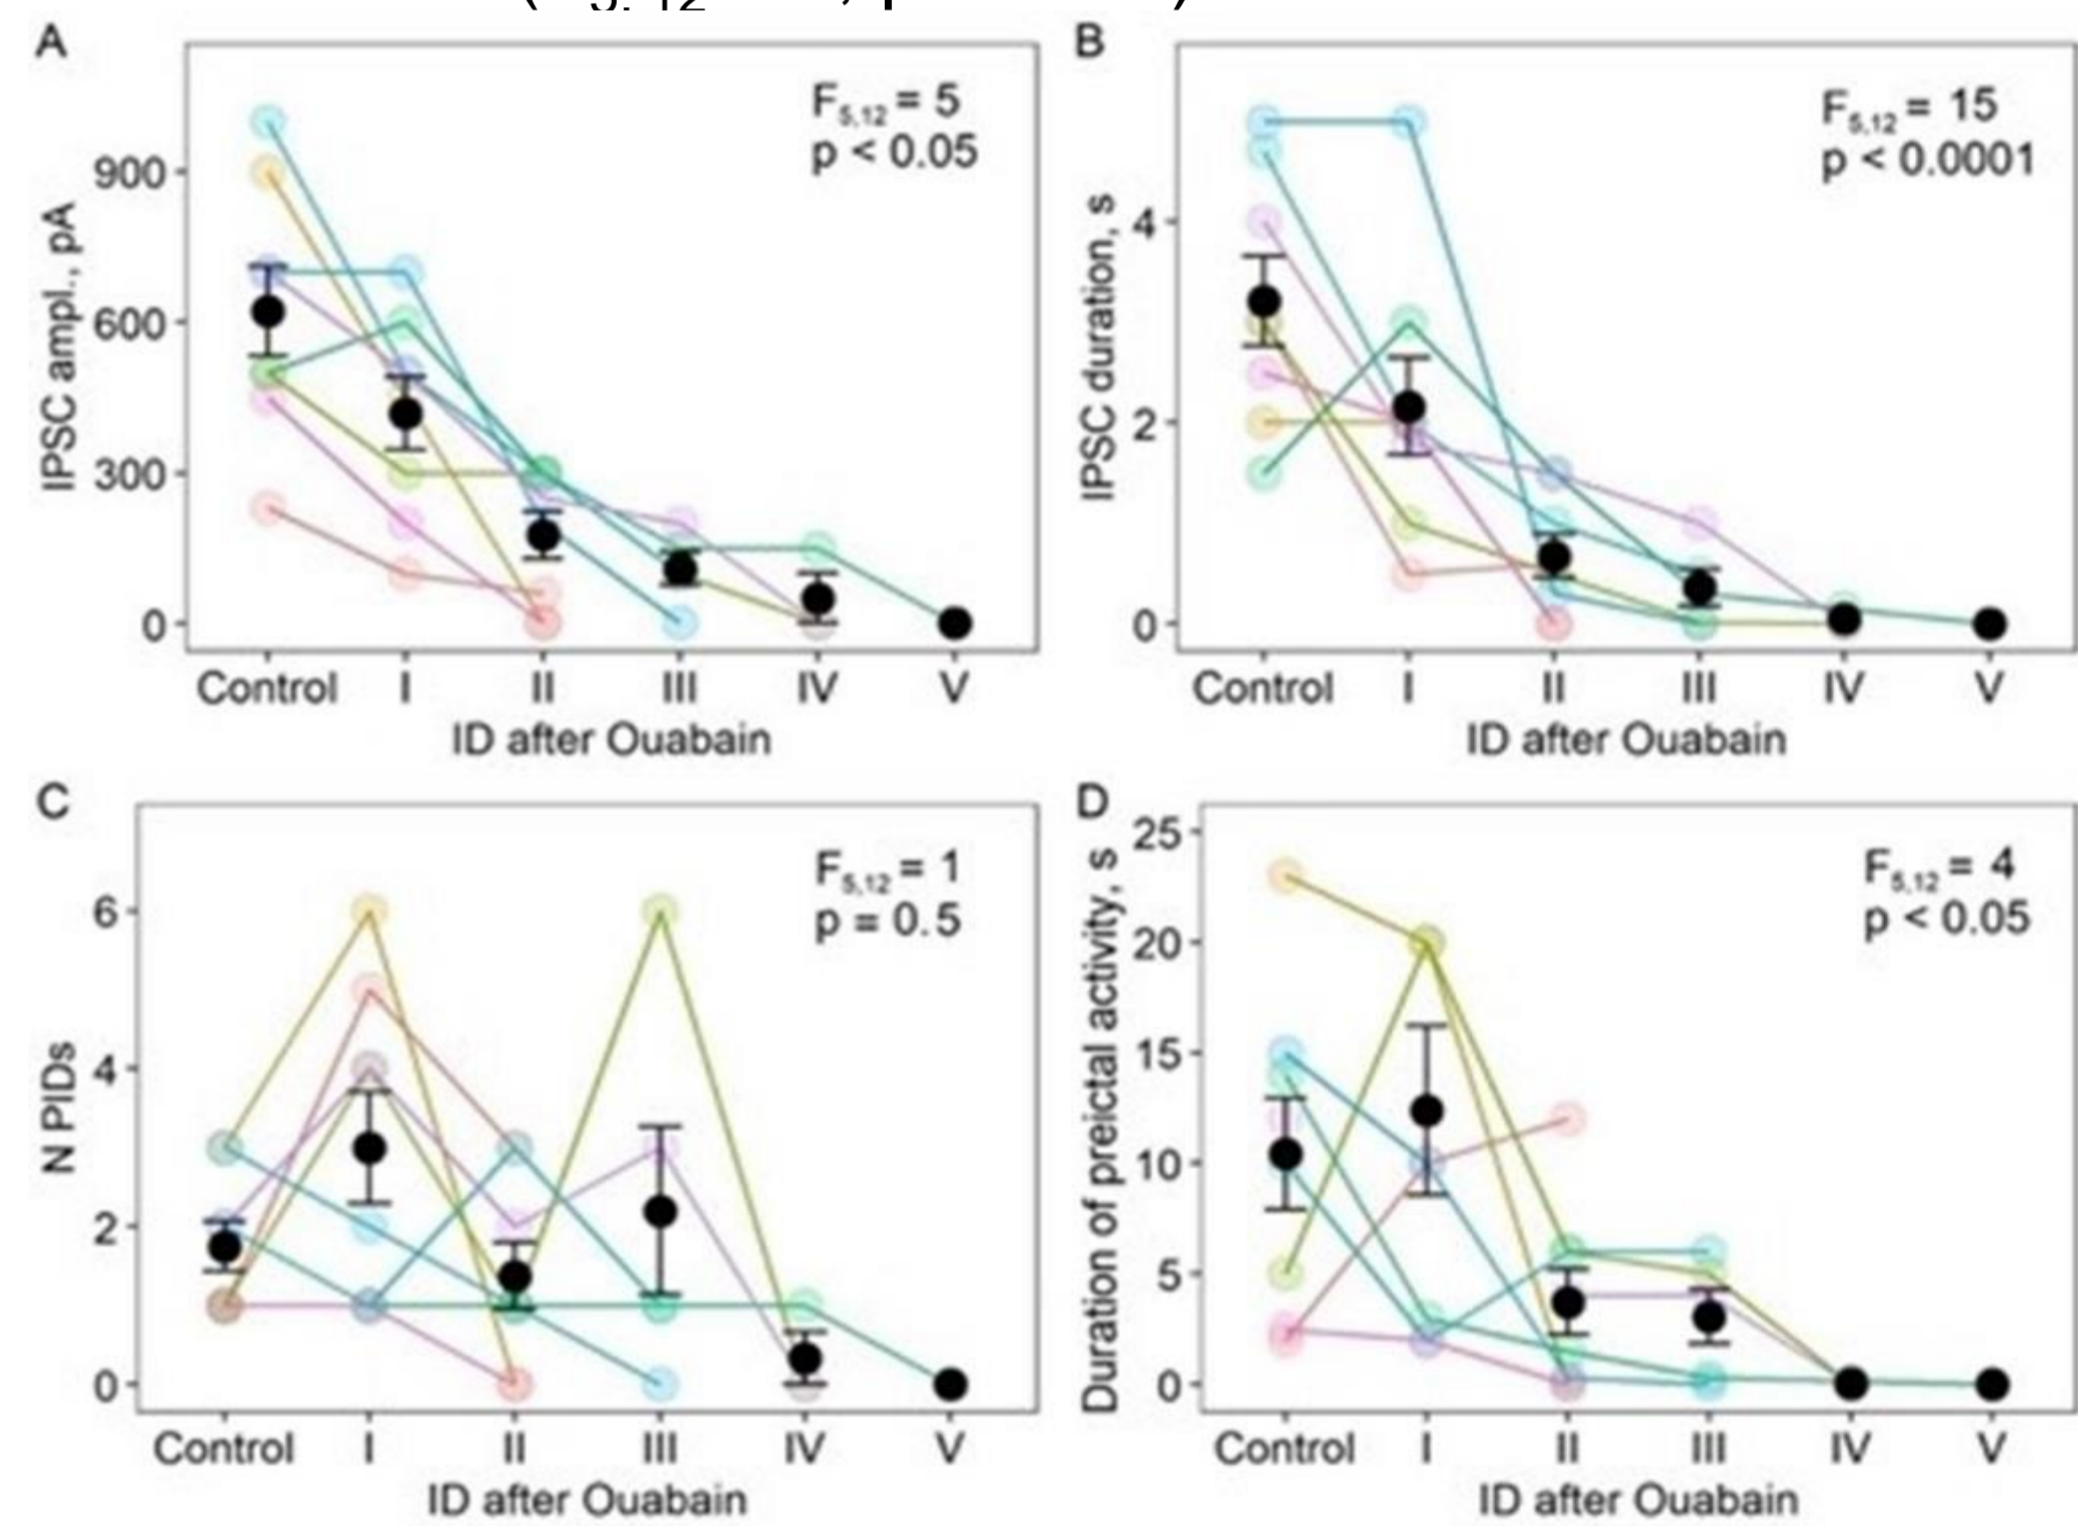 A
F5,12 = 5
p < 0.05
IPSC ampl., pA
900
600
300
0
Control I II III IV V
ID after Ouabain
B
F5,12 = 15
p < 0.0001
IPSC duration, s
4
2
0
Control I II III IV V
ID after Ouabain
C
F5,12 = 1
p = 0.5
N PIDs
6
4
2
0
Control I II III IV V
ID after Ouabain
D
F5,12 = 4
p < 0.05
Duration of preictal activity, s
25
20
15
10
5
0
Control I II III IV V
ID after Ouabain